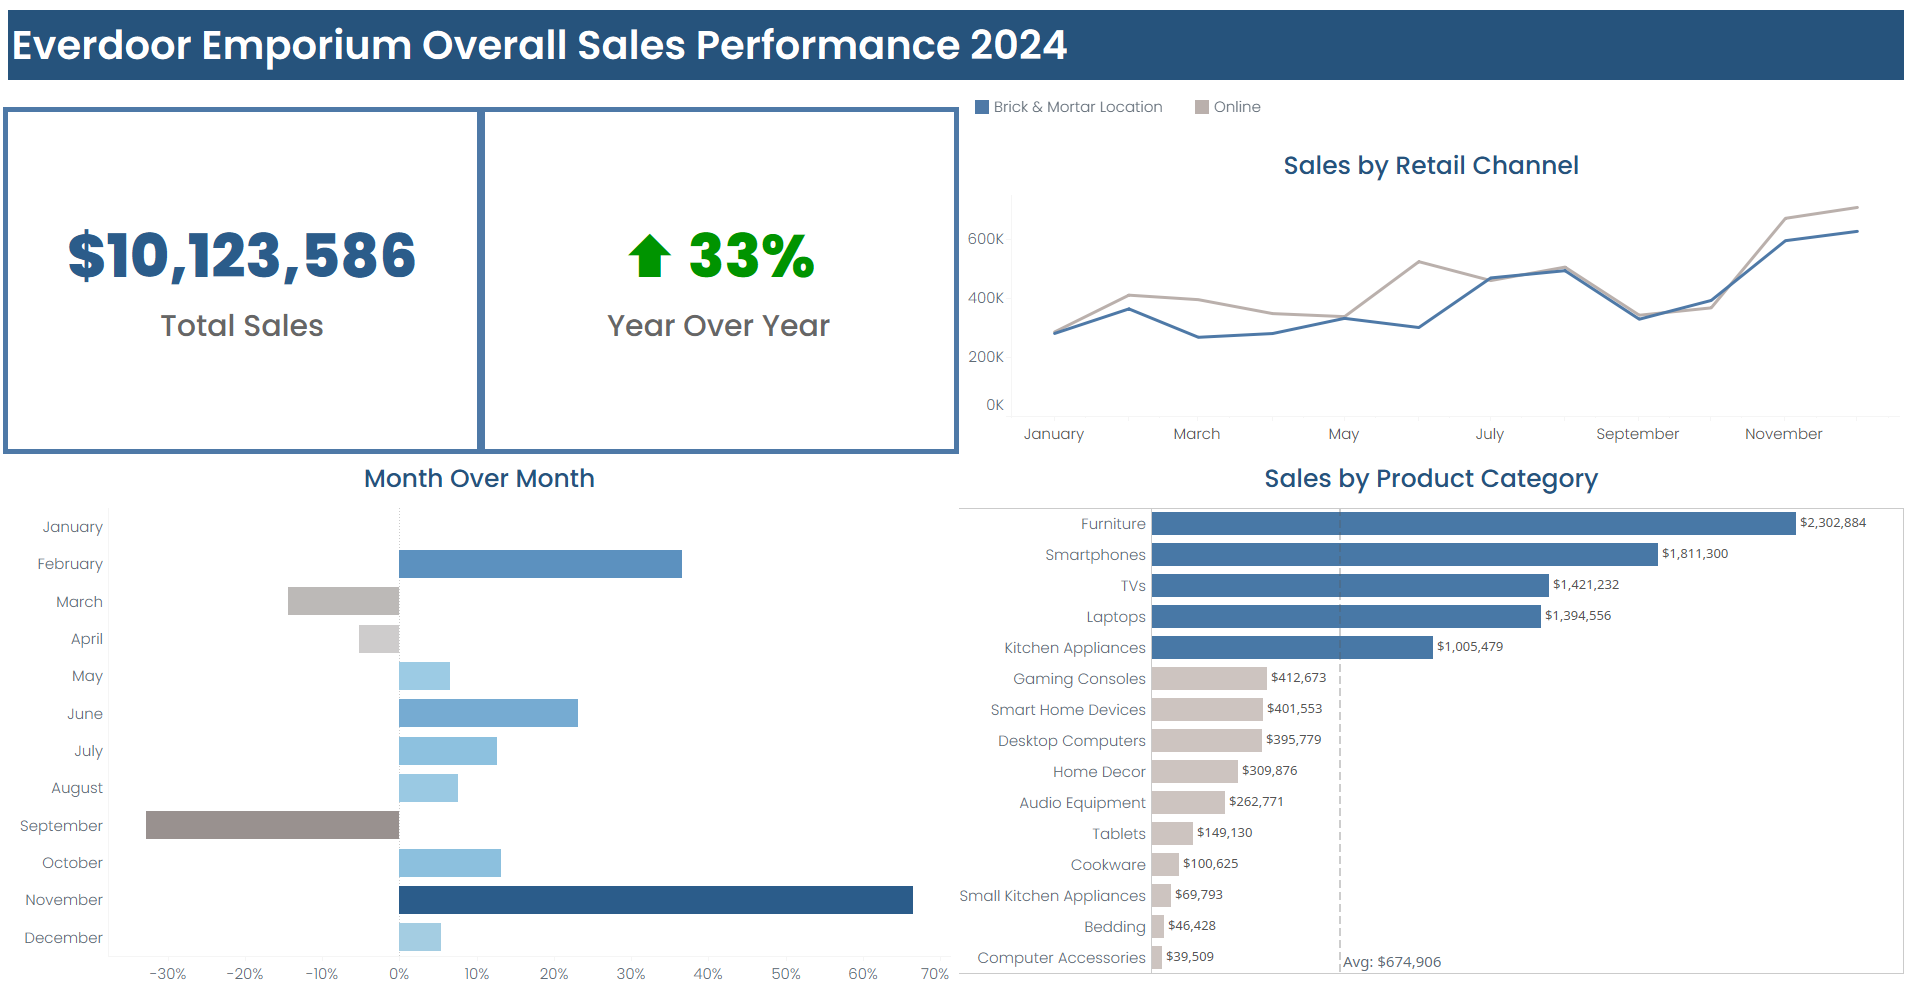 Everdoor Emporium Overall Sales Performance 2024
$10,123,586
Total Sales
33%
Year Over Year
Brick & Mortar Location
Online
Sales by Retail Channel
600K
400K
200K
0K
January
March
May
July
September
November
Month Over Month
January
February
March
April
May
June
July
August
September
October
November
December
-30%
-20%
-10%
0%
10%
20%
30%
40%
50%
60%
70%
Sales by Product Category
Furniture $2,302,884
Smartphones $1,811,300
TVs $1,421,232
Laptops $1,394,556
Kitchen Appliances $1,005,479
Gaming Consoles $412,673
Smart Home Devices $401,553
Desktop Computers $395,779
Home Decor $309,876
Audio Equipment $262,771
Tablets $149,130
Cookware $100,625
Small Kitchen Appliances $69,793
Bedding $46,428
Computer Accessories $39,509
Avg: $674,906